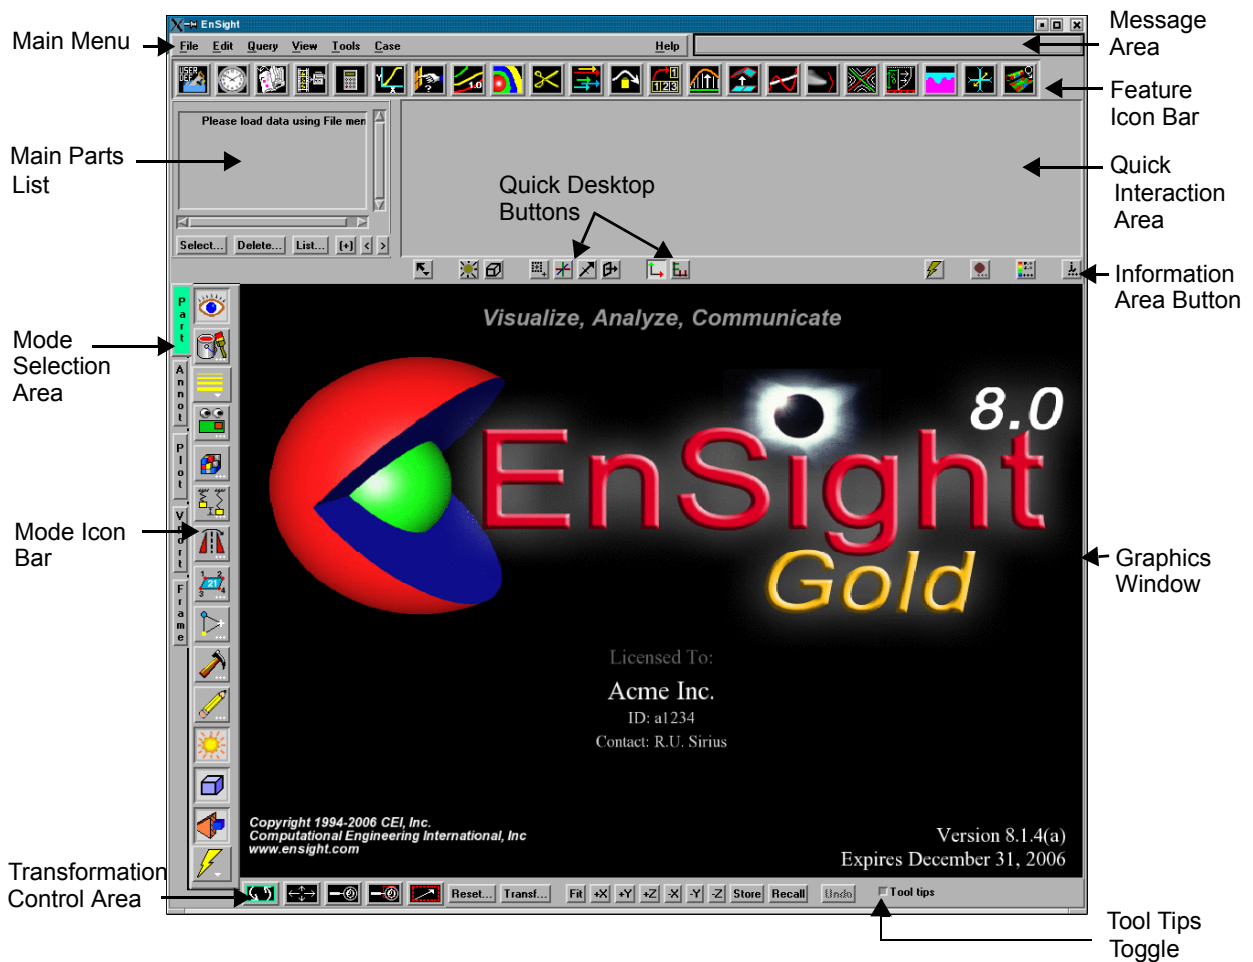 EnSight
Main Menu
File Edit Query View Tools Case Help
Message
Area
Feature
Icon Bar
Please load data using File men
Main Parts
List
Quick Desktop
Buttons
Quick
Interaction
Area
Select... Delete... List... (+) < >
Information
Area Button
Part
Annot
Plot
Vport
Frame
Mode
Selection
Area
Mode Icon
Bar
Visualize, Analyze, Communicate
8.0
EnSight
Gold
Graphics
Window
Licensed To:
Acme Inc.
ID: a1234
Contact: R.U. Sirius
Copyright 1994-2006 CEI, Inc.
Computational Engineering International, Inc
www.ensight.com
Version 8.1.4(a)
Expires December 31, 2006
Transformation
Control Area
Reset... Transf... Fit +X +Y +Z -X -Y -Z Store Recall Undo Tool tips
Tool Tips
Toggle